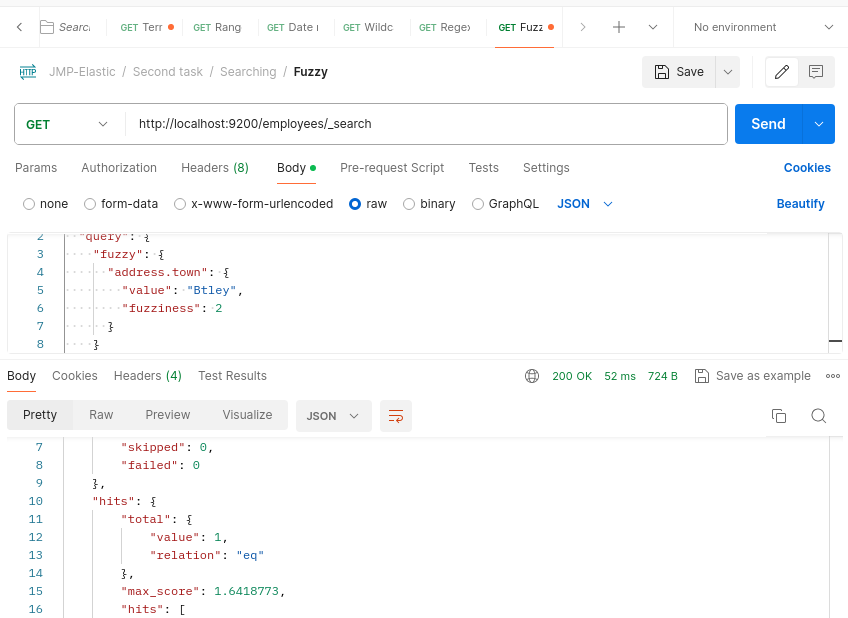 Searc GET Terr GET Rang GET Date r GET Wildc GET Regex GET Fuzz No environment
HTTP JMP-Elastic / Second task / Searching / Fuzzy Save
GET http://localhost:9200/employees/_search Send
Params Authorization Headers (8) Body Pre-request Script Tests Settings Cookies
none form-data x-www-form-urlencoded raw binary GraphQL JSON Beautify
2 "query": {
3 "fuzzy": {
4 "address.town": {
5 "value": "Btley",
6 "fuzziness": 2
7 }
8 }
Body Cookies Headers (4) Test Results 200 OK 52 ms 724 B Save as example
Pretty Raw Preview Visualize JSON
7 "skipped": 0,
8 "failed": 0
9 },
10 "hits": {
11 "total": {
12 "value": 1,
13 "relation": "eq"
14 },
15 "max_score": 1.6418773,
16 "hits": [